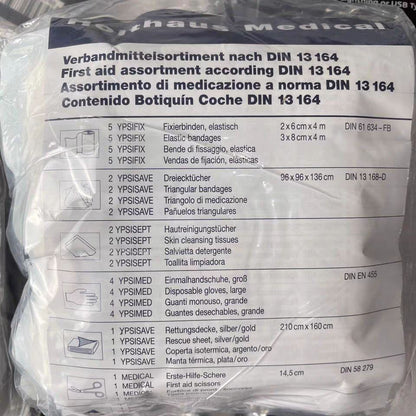 Holthaus Medical
Verbandmittelsortiment nach DIN 13 164
First aid assortment according DIN 13 164
Assortimento di medicazione a norma DIN 13 164
Contenido Botiquín Coche DIN 13 164
5 YPSIFIX Fixierbinden, elastisch 2 x 6 cm x 4 m DIN 61 634 – FB
5 YPSIFIX Elastic bandages 3 x 8 cm x 4 m
5 YPSIFIX Bende di fissaggio, elastica
5 YPSIFIX Vendas de fijación, elásticas
2 YPSISAVE Dreiecktücher 96 x 96 x 136 cm DIN 13 168-D
2 YPSISAVE Triangular bandages
2 YPSISAVE Triangolo di medicazione
2 YPSISAVE Pañuelos triangulares
2 YPSISEPT Hautreinigungstücher
2 YPSISEPT Skin cleansing tissues
2 YPSISEPT Salvietta detergente
2 YPSISEPT Toallita limpiadora
4 YPSIMED Einmalhandschuhe, groß DIN EN 455
4 YPSIMED Disposable gloves, large
4 YPSIMED Guanti monouso, grande
4 YPSIMED Guantes desechables, grande
1 YPSISAVE Rettungsdecke, silber/gold 210 cm x 160 cm
1 YPSISAVE Rescue sheet, silver/gold
1 YPSISAVE Coperta isotermica, argento/oro
1 YPSISAVE Manta térmica, plata/oro
1 MEDICAL Erste-Hilfe-Schere 14,5 cm DIN 58 279
1 MEDICAL First aid scissors